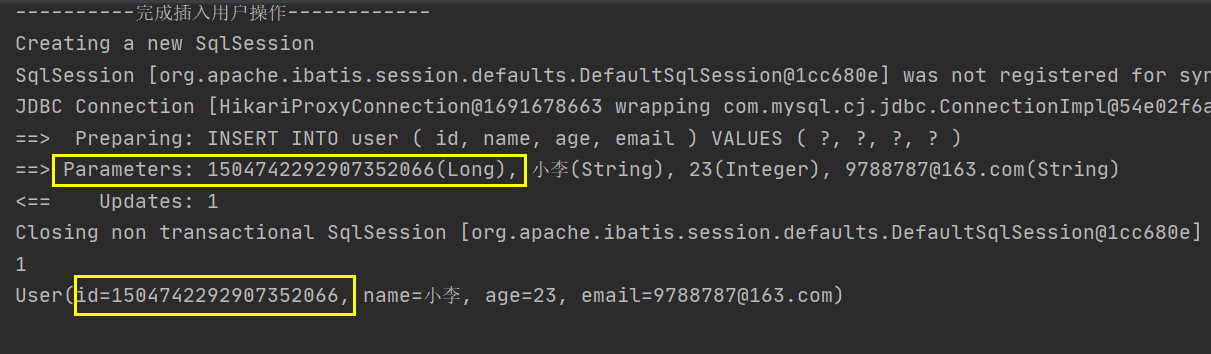 ----------完成插入用户操作------------
Creating a new SqlSession
SqlSession [org.apache.ibatis.session.defaults.DefaultSqlSession@1cc680e] was not registered for syn
JDBC Connection [HikariProxyConnection@1691678663 wrapping com.mysql.cj.jdbc.ConnectionImpl@54e02f6a
==>  Preparing: INSERT INTO user ( id, name, age, email ) VALUES ( ?, ?, ?, ? )
==> Parameters: 1504742292907352066(Long), 小李(String), 23(Integer), 9788787@163.com(String)
<==    Updates: 1
Closing non transactional SqlSession [org.apache.ibatis.session.defaults.DefaultSqlSession@1cc680e]
1
User(id=1504742292907352066, name=小李, age=23, email=9788787@163.com)